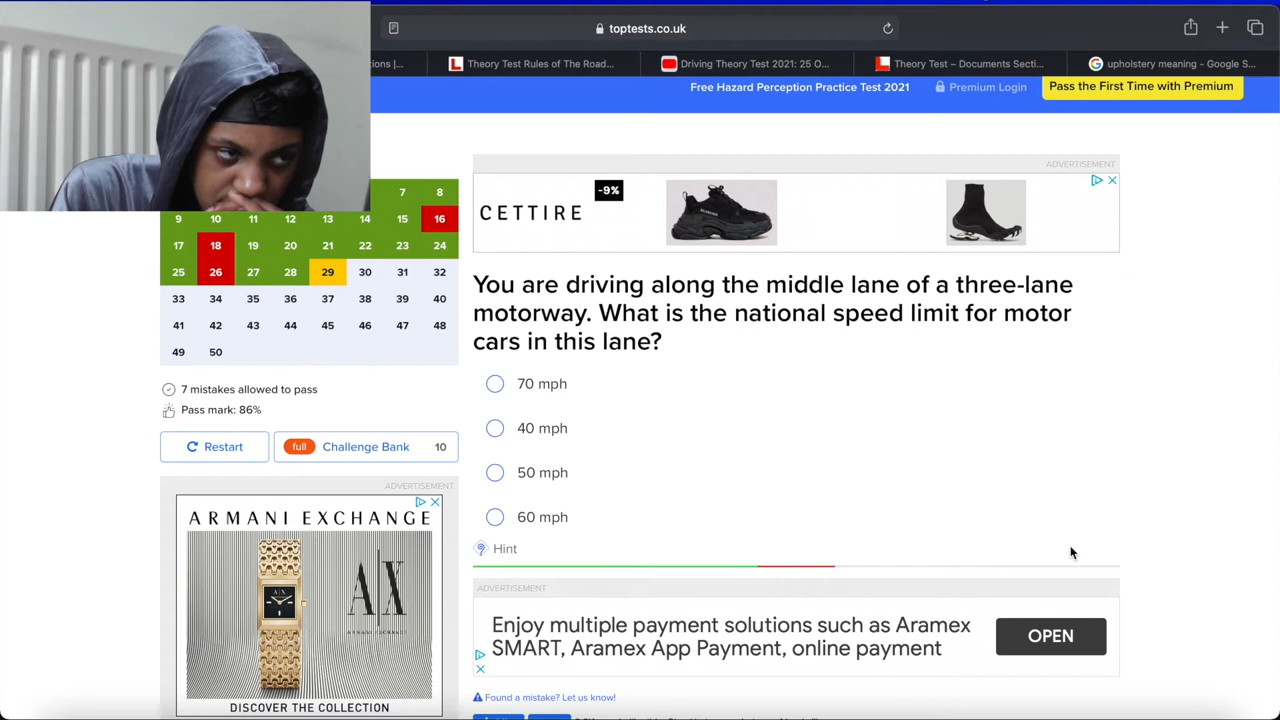 toptests.co.uk
tions |...
Theory Test Rules of The Road...
Driving Theory Test 2021: 25 O...
Theory Test – Documents Secti...
upholstery meaning - Google S...
Free Hazard Perception Practice Test 2021
Premium Login
Pass the First Time with Premium
7 8
9 10 11 12 13 14 15 16
17 18 19 20 21 22 23 24
25 26 27 28 29 30 31 32
33 34 35 36 37 38 39 40
41 42 43 44 45 46 47 48
49 50
7 mistakes allowed to pass
Pass mark: 86%
Restart
full Challenge Bank 10
ADVERTISEMENT
ARMANI EXCHANGE
A|X
ARMANI EXCHANGE
DISCOVER THE COLLECTION
ADVERTISEMENT
CETTIRE
-9%
You are driving along the middle lane of a three-lane
motorway. What is the national speed limit for motor
cars in this lane?
70 mph
40 mph
50 mph
60 mph
Hint
ADVERTISEMENT
Enjoy multiple payment solutions such as Aramex
SMART, Aramex App Payment, online payment
OPEN
Found a mistake? Let us know!